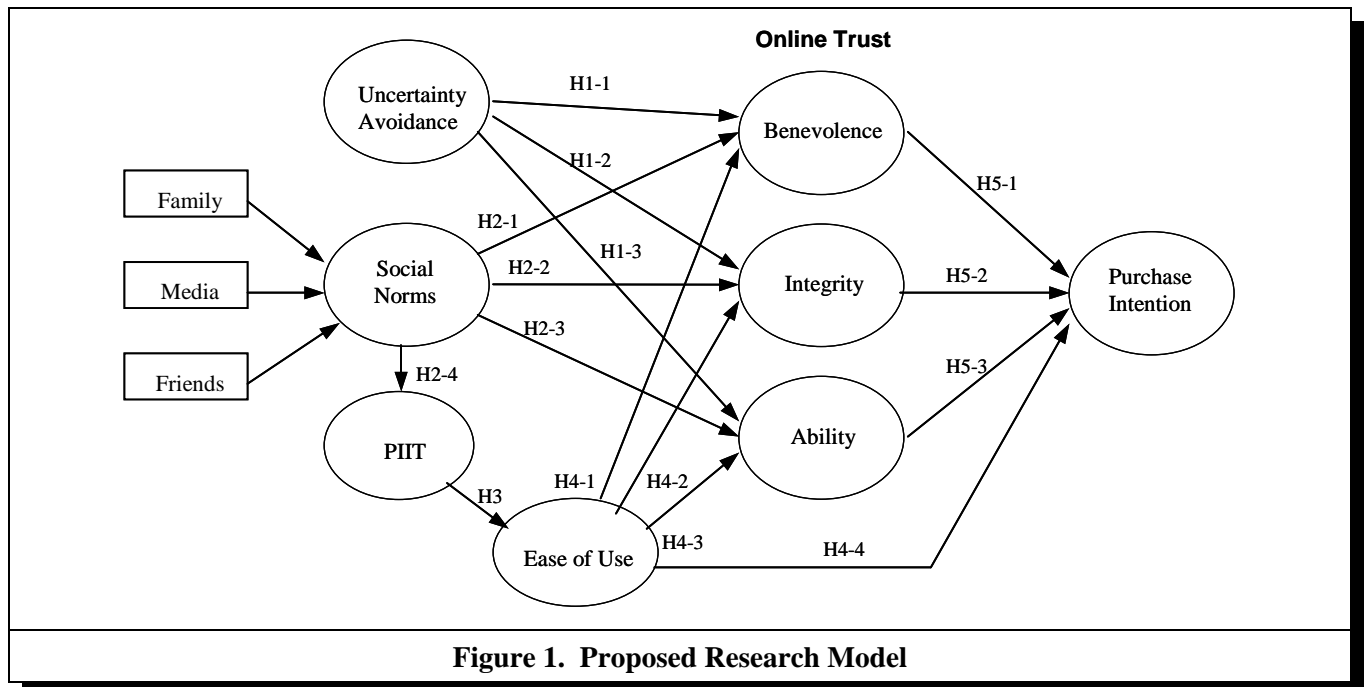 Online Trust
Uncertainty
Avoidance
H1-1
Benevolence
H1-2
H5-1
Family
H2-1
H1-3
Social
Norms
H2-2
Integrity
H5-2
Purchase
Intention
Media
H2-3
Friends
H2-4
H5-3
PIIT
Ability
H3
H4-1
H4-2
H4-3
H4-4
Ease of Use
Figure 1. Proposed Research Model